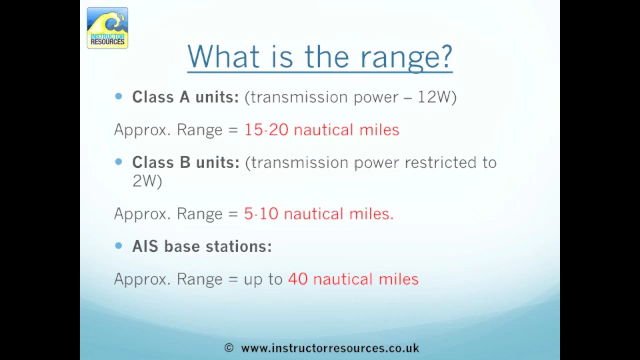 INSTRUCTOR
RESOURCES
What is the range?
• Class A units: (transmission power – 12W)
Approx. Range = 15-20 nautical miles
• Class B units: (transmission power restricted to
2W)
Approx. Range = 5-10 nautical miles.
• AIS base stations:
Approx. Range = up to 40 nautical miles
© www.instructorresources.co.uk